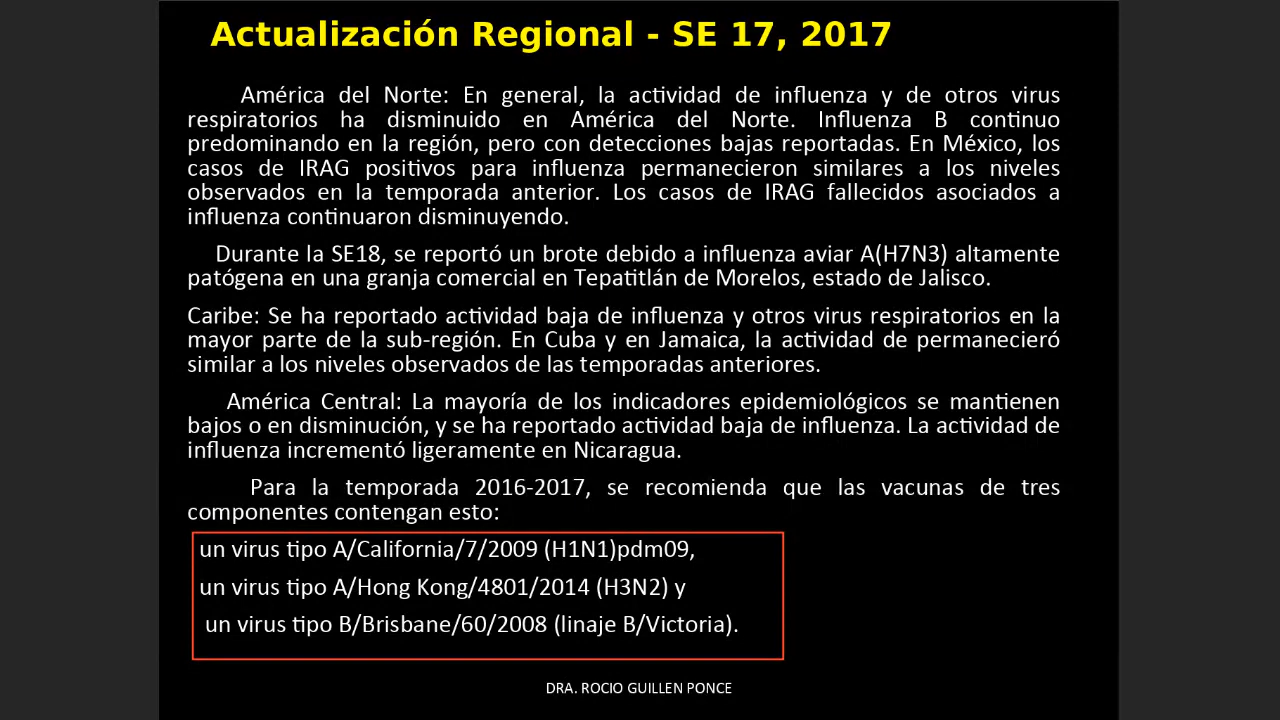 Actualización Regional - SE 17, 2017
América del Norte: En general, la actividad de influenza y de otros virus
respiratorios ha disminuido en América del Norte. Influenza B continuo
predominando en la región, pero con detecciones bajas reportadas. En México, los
casos de IRAG positivos para influenza permanecieron similares a los niveles
observados en la temporada anterior. Los casos de IRAG fallecidos asociados a
influenza continuaron disminuyendo.
Durante la SE18, se reportó un brote debido a influenza aviar A(H7N3) altamente
patógena en una granja comercial en Tepatitlán de Morelos, estado de Jalisco.
Caribe: Se ha reportado actividad baja de influenza y otros virus respiratorios en la
mayor parte de la sub-región. En Cuba y en Jamaica, la actividad de permanecieró
similar a los niveles observados de las temporadas anteriores.
América Central: La mayoría de los indicadores epidemiológicos se mantienen
bajos o en disminución, y se ha reportado actividad baja de influenza. La actividad de
influenza incrementó ligeramente en Nicaragua.
Para la temporada 2016-2017, se recomienda que las vacunas de tres
componentes contengan esto:
un virus tipo A/California/7/2009 (H1N1)pdm09,
un virus tipo A/Hong Kong/4801/2014 (H3N2) y
un virus tipo B/Brisbane/60/2008 (linaje B/Victoria).
DRA. ROCIO GUILLEN PONCE